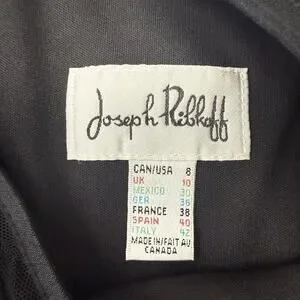 Joseph Ribkoff
CAN/USA 8
UK 10
MEXICO 30
GER 36
FRANCE 38
SPAIN 40
ITALY 42
MADE IN/FAIT AU
CANADA